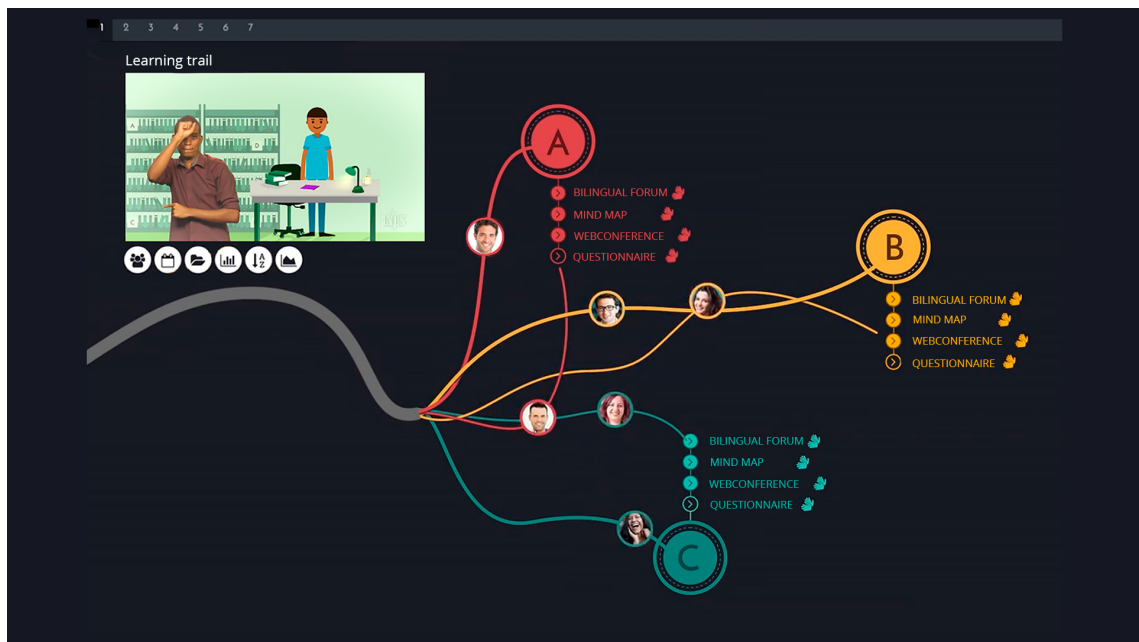 1 2 3 4 5 6 7
Learning trail
A
D
C
A
Z
A
BILINGUAL FORUM
MIND MAP
WEBCONFERENCE
QUESTIONNAIRE
B
BILINGUAL FORUM
MIND MAP
WEBCONFERENCE
QUESTIONNAIRE
BILINGUAL FORUM
MIND MAP
WEBCONFERENCE
QUESTIONNAIRE
C